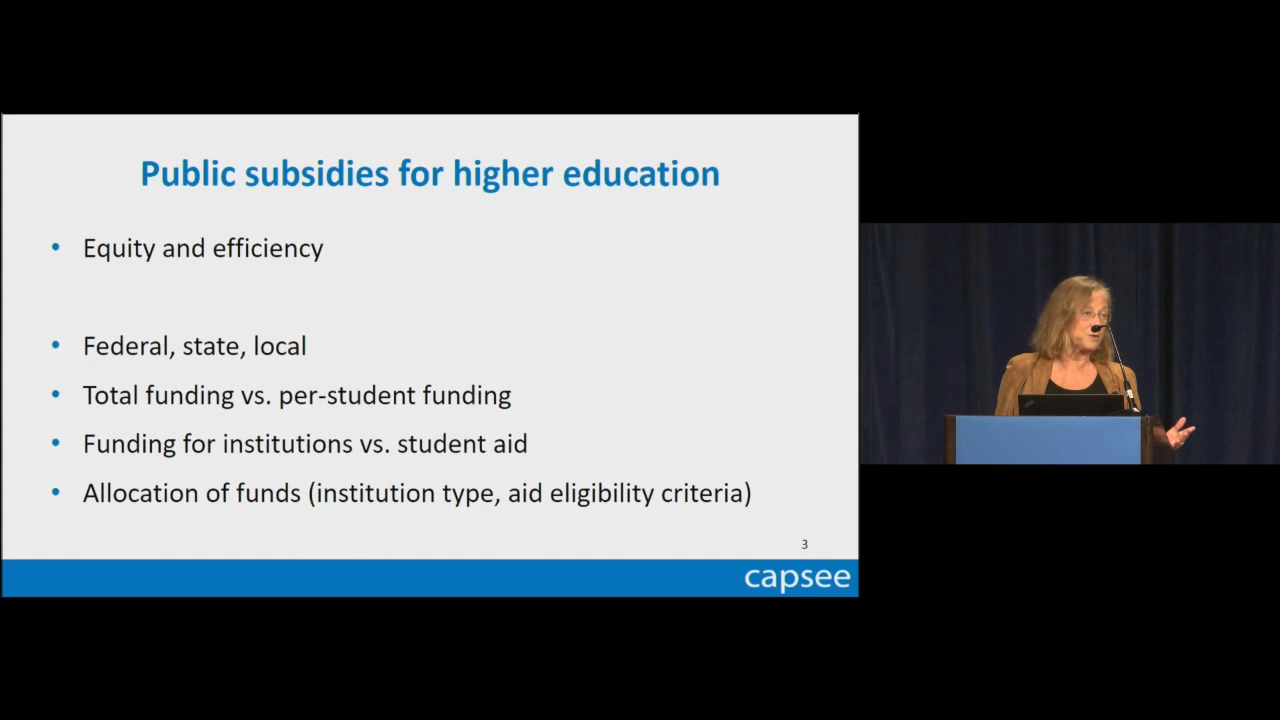 Public subsidies for higher education
• Equity and efficiency
• Federal, state, local
• Total funding vs. per-student funding
• Funding for institutions vs. student aid
• Allocation of funds (institution type, aid eligibility criteria)
3
capsee